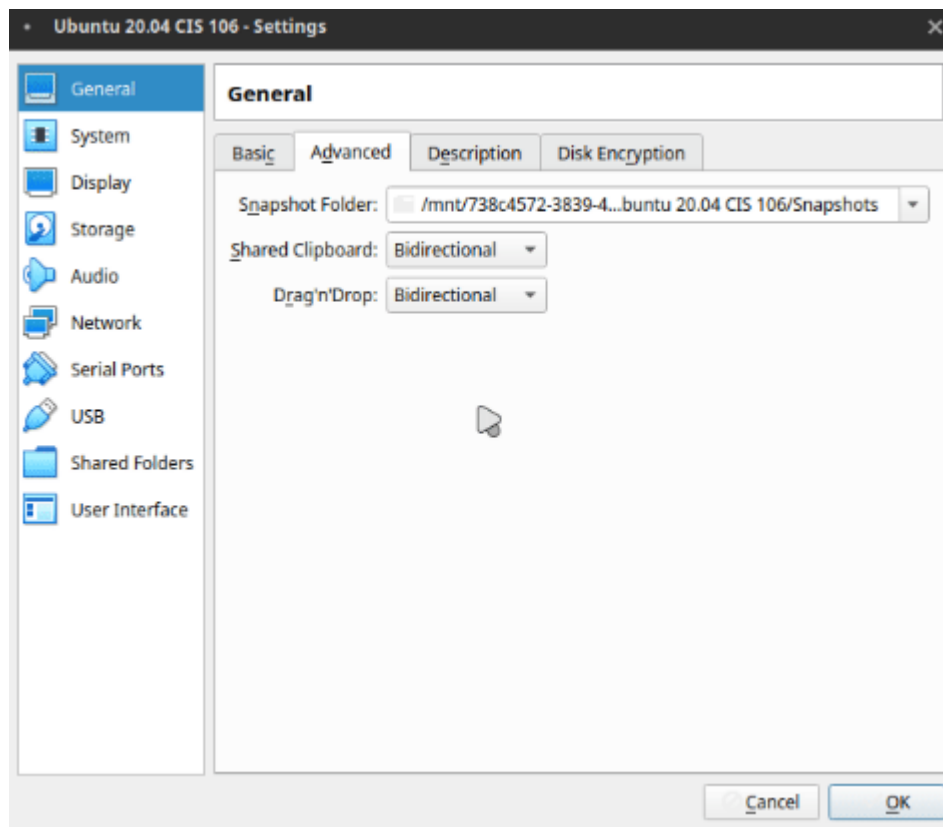 Ubuntu 20.04 CIS 106 - Settings
General
System
Display
Storage
Audio
Network
Serial Ports
USB
Shared Folders
User Interface
General
Basic Advanced Description Disk Encryption
Snapshot Folder: /mnt/738c4572-3839-4...buntu 20.04 CIS 106/Snapshots
Shared Clipboard: Bidirectional
Drag'n'Drop: Bidirectional
Cancel OK